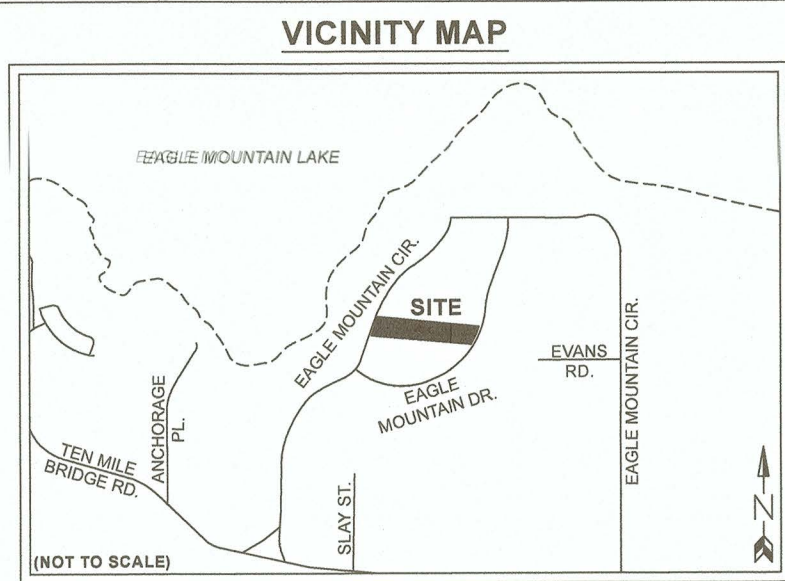 VICINITY MAP
EAGLE MOUNTAIN LAKE
EAGLE MOUNTAIN CIR.
SITE
EAGLE
MOUNTAIN DR.
EVANS
RD.
EAGLE MOUNTAIN CIR.
ANCHORAGE
PL.
TEN MILE
BRIDGE RD.
SLAY ST.
N
(NOT TO SCALE)